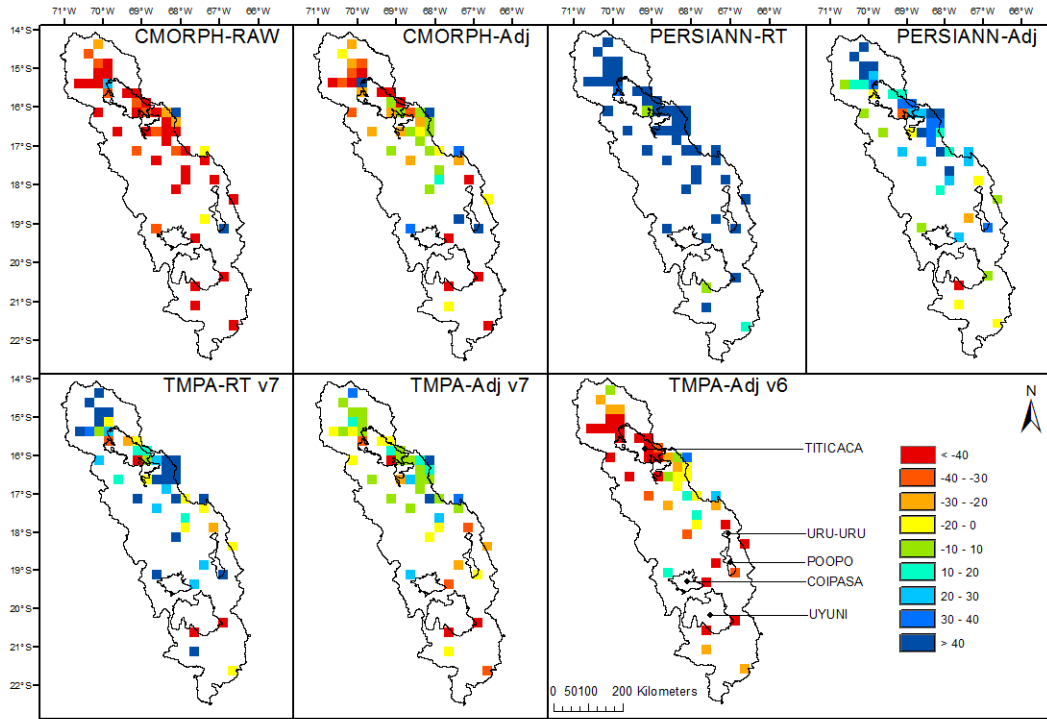 71°W 70°W 69°W 68°W 67°W 66°W 71°W 70°W 69°W 68°W 67°W 66°W
14°S
15°S
16°S
17°S
18°S
19°S
20°S
21°S
22°S
CMORPH-RAW
CMORPH-Adj
PERSIANN-RT
PERSIANN-Adj
14°S
15°S
16°S
17°S
18°S
19°S
20°S
21°S
22°S
TMPA-RT v7
TMPA-Adj v7
TMPA-Adj v6
N
TITICACA
URU-URU
POOPO
COIPASA
UYUNI
< -40
-40 - -30
-30 - -20
-20 - 0
-10 - 10
10 - 20
20 - 30
30 - 40
> 40
0 50100 200 Kilometers
71°W 70°W 69°W 68°W 67°W 66°W 71°W 70°W 69°W 68°W 67°W 66°W